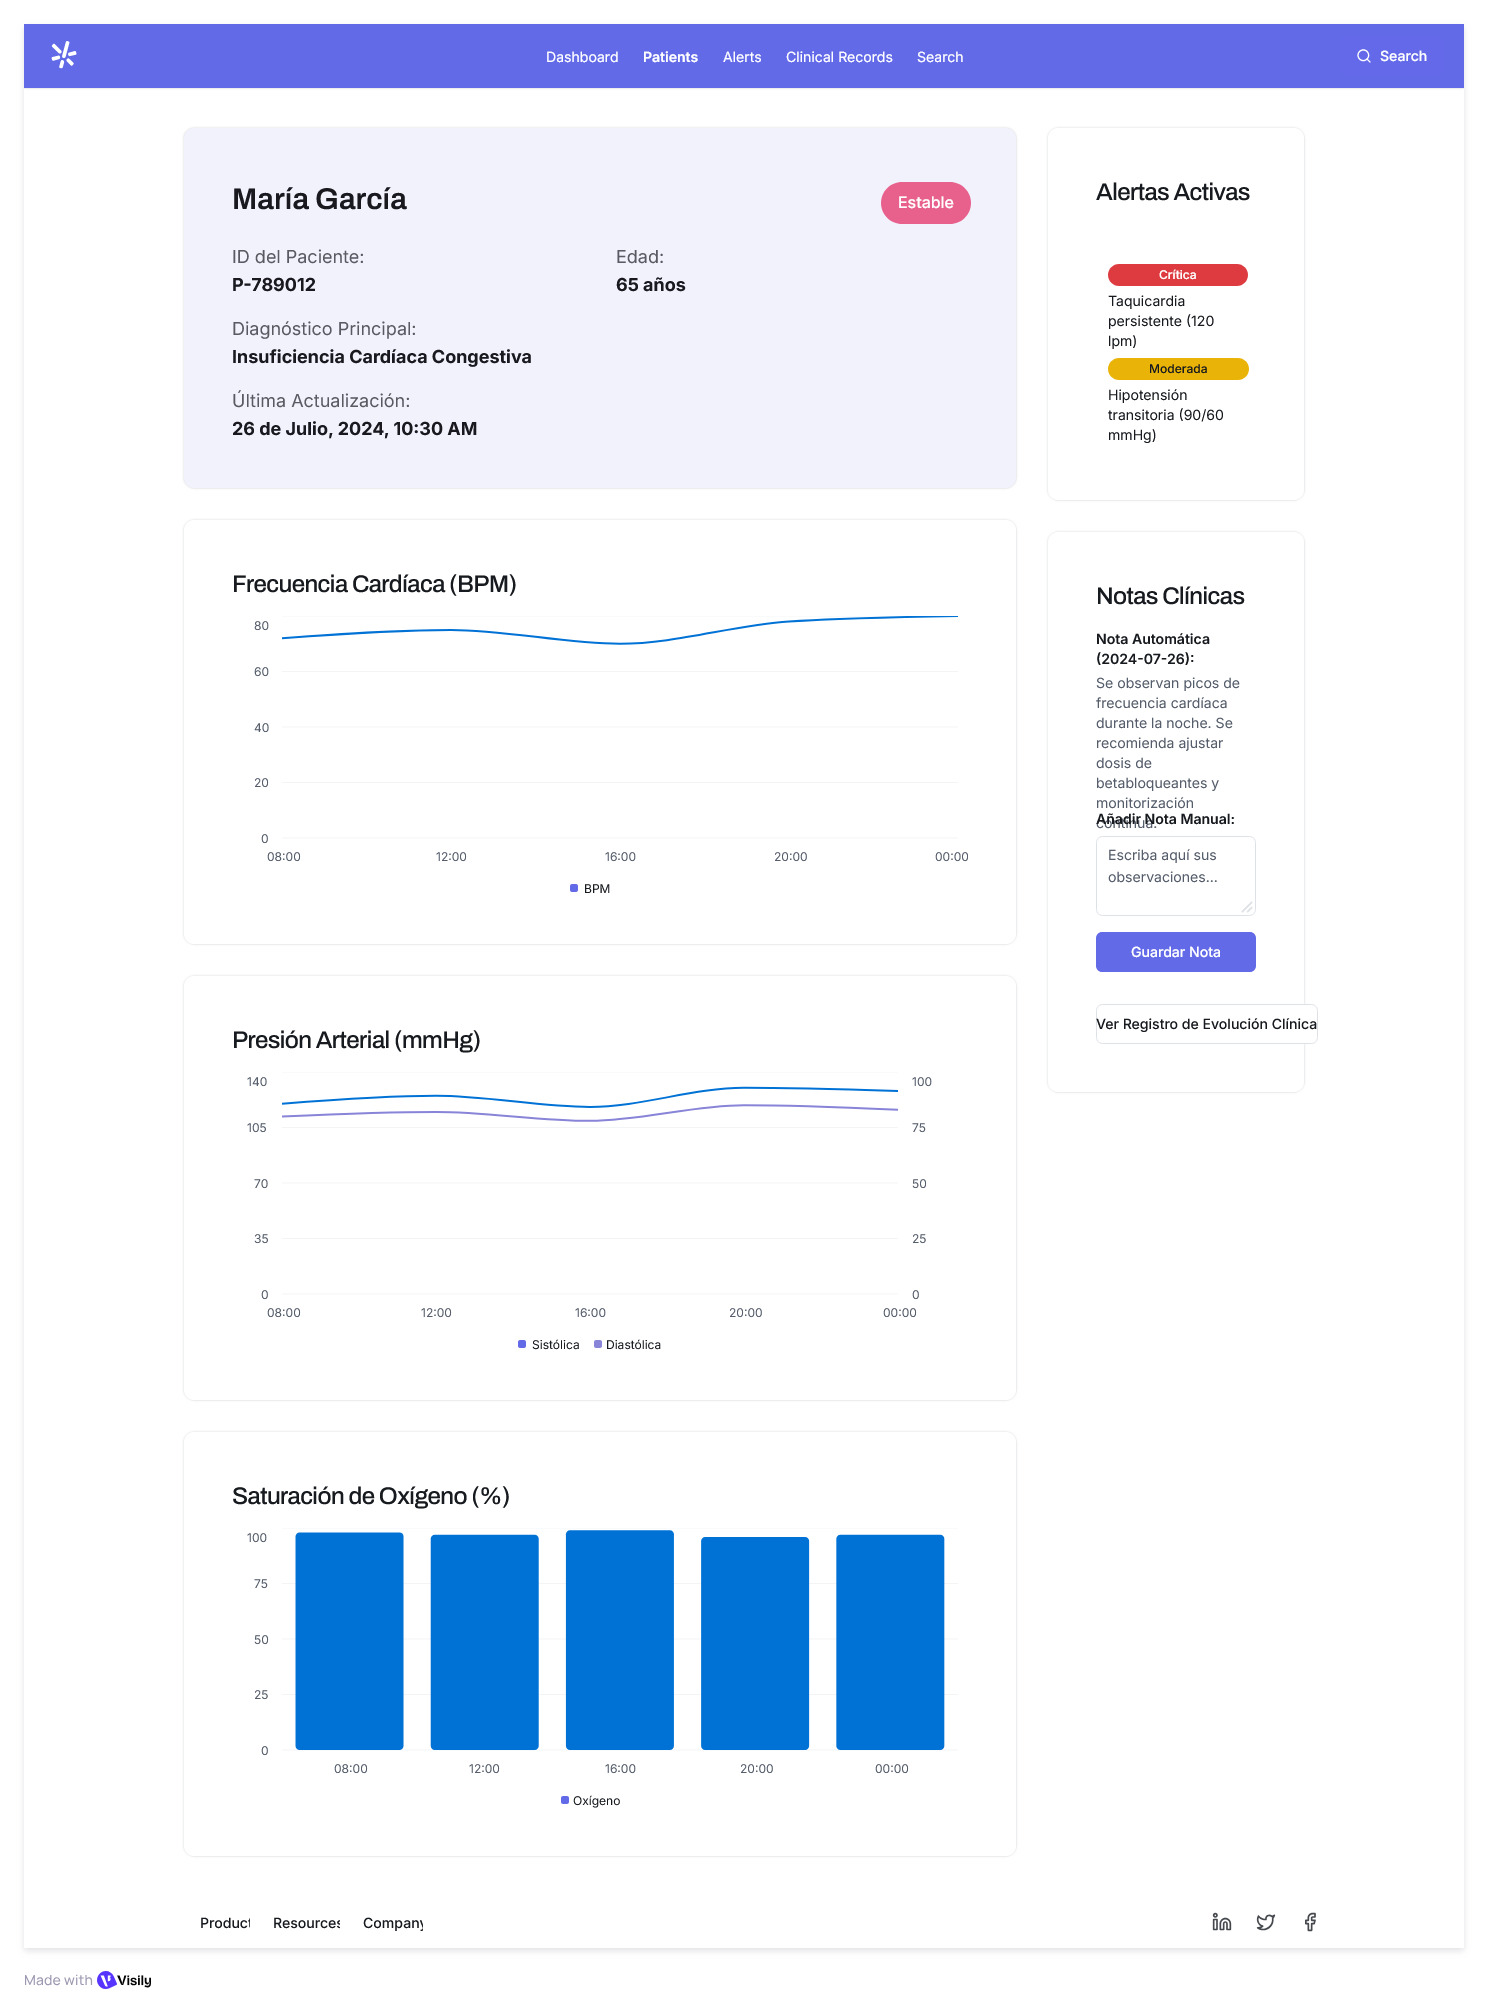 Dashboard Patients Alerts Clinical Records Search
Search
María García
Estable
ID del Paciente:
P-789012
Edad:
65 años
Diagnóstico Principal:
Insuficiencia Cardíaca Congestiva
Última Actualización:
26 de Julio, 2024, 10:30 AM
Alertas Activas
Crítica
Taquicardia
persistente (120
lpm)
Moderada
Hipotensión
transitoria (90/60
mmHg)
Frecuencia Cardíaca (BPM)
80
60
40
20
0
08:00 12:00 16:00 20:00 00:00
BPM
Notas Clínicas
Nota Automática
(2024-07-26):
Se observan picos de
frecuencia cardíaca
durante la noche. Se
recomienda ajustar
dosis de
betabloqueantes y
monitorización
continua.
Añadir Nota Manual:
Escriba aquí sus
observaciones...
Guardar Nota
Ver Registro de Evolución Clínica
Presión Arterial (mmHg)
140 100
105 75
70 50
35 25
0 0
08:00 12:00 16:00 20:00 00:00
Sistólica Diastólica
Saturación de Oxígeno (%)
100
75
50
25
0
08:00 12:00 16:00 20:00 00:00
Oxígeno
Product Resources Company
Made with Visily